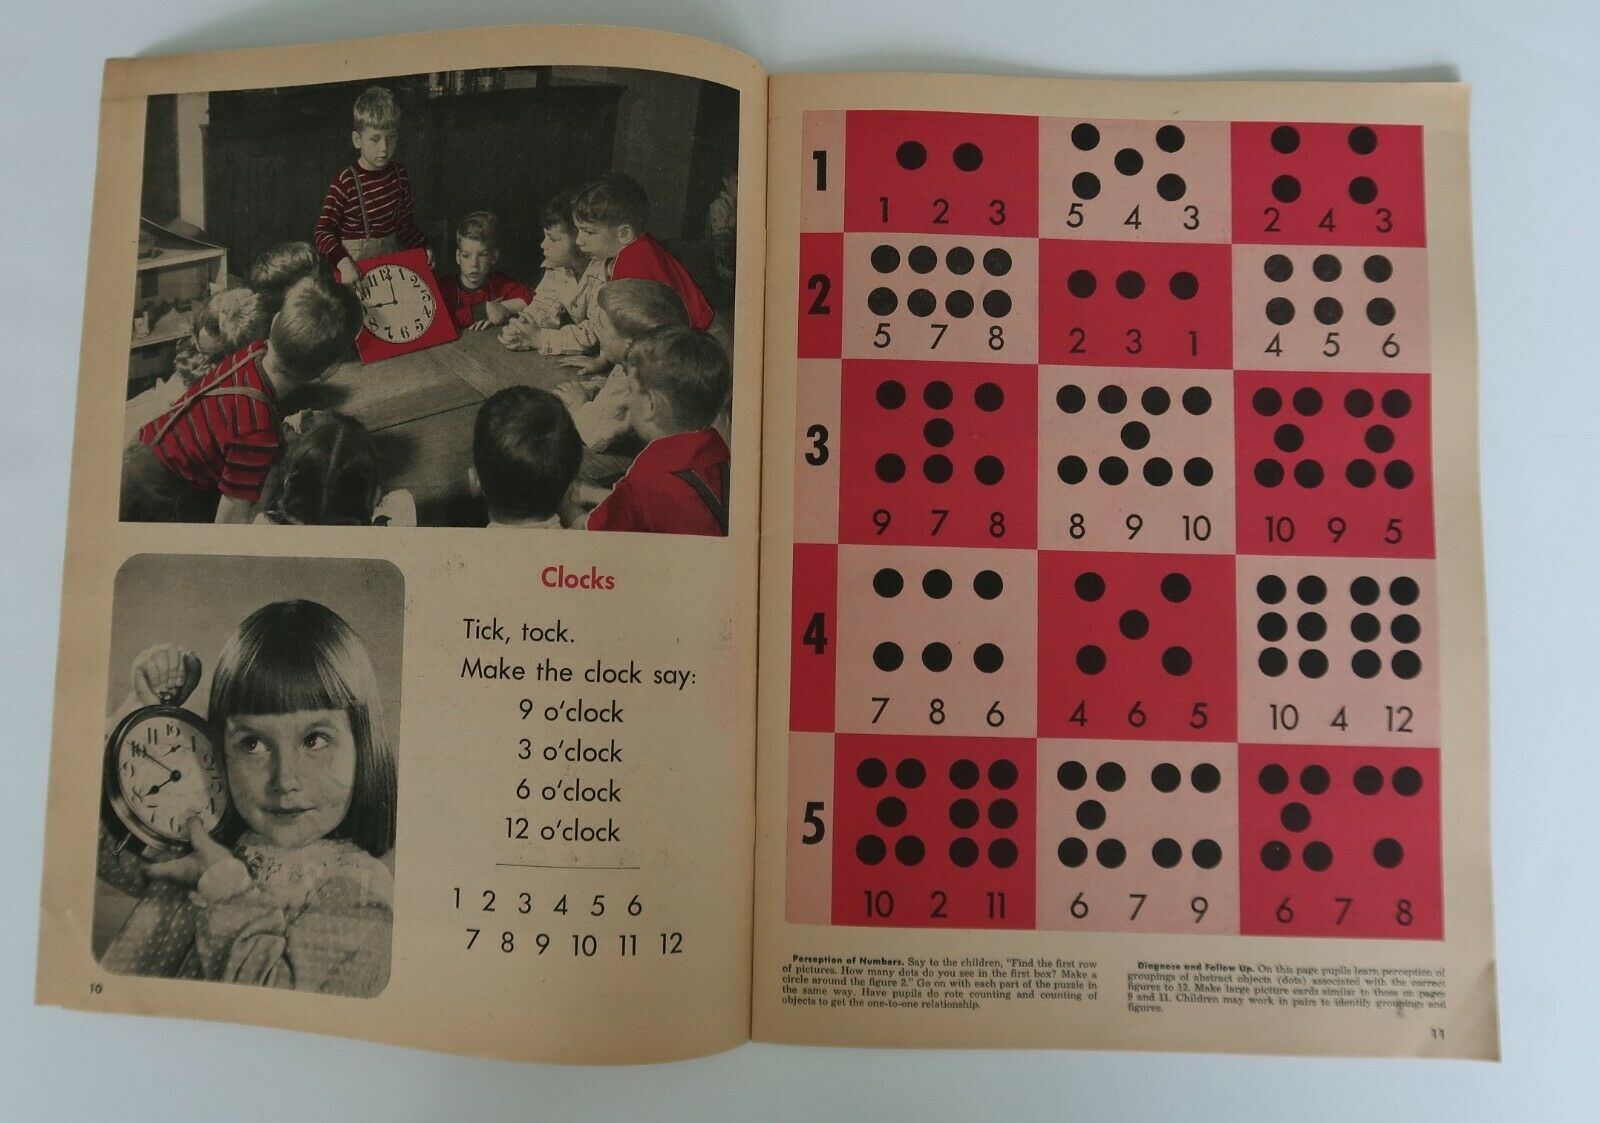 Clocks
Tick, tock.
Make the clock say:
9 o'clock
3 o'clock
6 o'clock
12 o'clock
1 2 3 4 5 6
7 8 9 10 11 12
10
1
1 2 3
5 4 3
2 4 3
2
5 7 8
2 3 1
4 5 6
3
9 7 8
8 9 10
10 9 5
4
7 8 6
4 6 5
10 4 12
5
10 2 11
6 7 9
6 7 8
Perception of Numbers. Say to the children, "Find the first row
of pictures. How many dots do you see in the first box? Make a
circle around the figure 2." Go on with each part of the puzzle in
the same way. Have pupils do rote counting and counting of
objects to get the one-to-one relationship.
Diagnose and Follow Up. On this page pupils learn perception of
groupings of abstract objects (dots) associated with the correct
figures to 12. Make large picture cards similar to those on pages
9 and 11. Children may work in pairs to identify groupings and
figures.
11